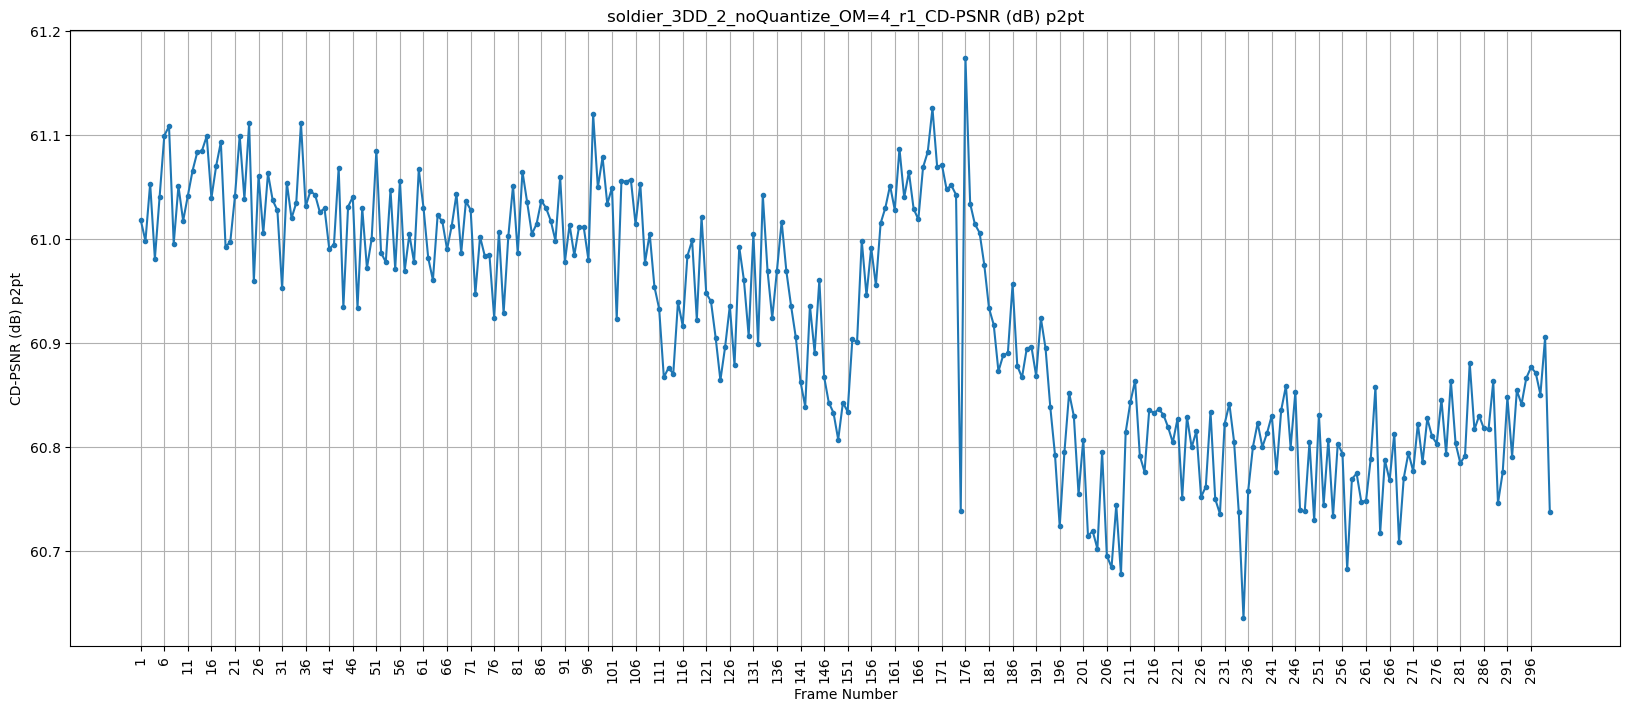 soldier_3DD_2_noQuantize_OM=4_r1_CD-PSNR (dB) p2pt
CD-PSNR (dB) p2pt
61.2
61.1
61.0
60.9
60.8
60.7
1 6 11 16 21 26 31 36 41 46 51 56 61 66 71 76 81 86 91 96 101 106 111 116 121 126 131 136 141 146 151 156 161 166 171 176 181 186 191 196 201 206 211 216 221 226 231 236 241 246 251 256 261 266 271 276 281 286 291 296
Frame Number